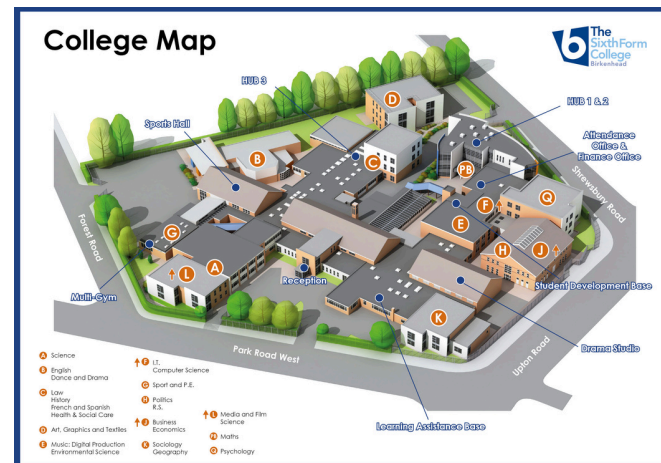 College Map
6
The
SixthForm
College
Birkenhead
HUB 3
HUB 1 & 2
Sports Hall
Attendance
Office &
Finance Office
D
B
C
PB
Q
F
E
G
H
J
L
A
K
Shrewsbury Road
Forest Road
Multi-Gym
Reception
Student Development Base
Drama Studio
Park Road West
Upton Road
Learning Assistance Base
A Science
B English
Dance and Drama
C Law
History
French and Spanish
Health & Social Care
D Art, Graphics and Textiles
E Music: Digital Production
Environmental Science
F I.T.
Computer Science
G Sport and P.E.
H Politics
R.S.
J Business
Economics
K Sociology
Geography
L Media and Film
Science
PB Maths
Q Psychology